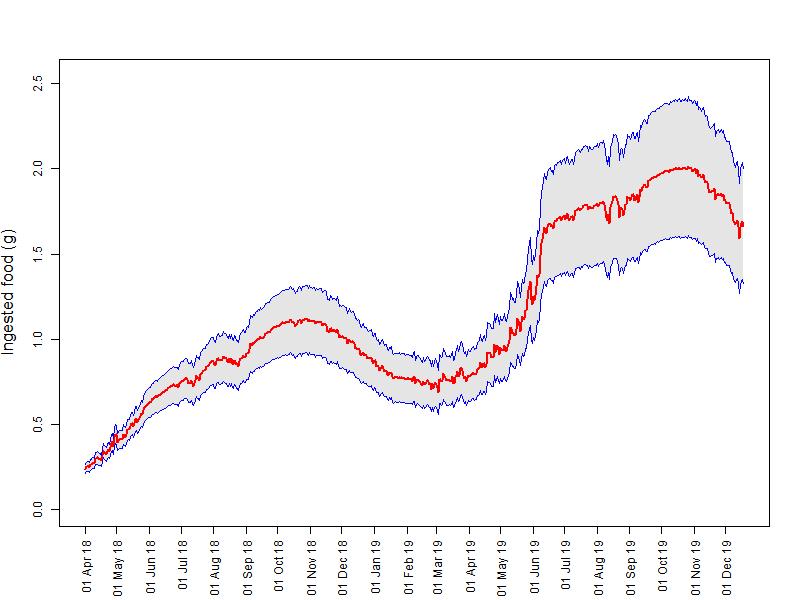 Ingested food (g)
2.5
2.0
1.5
1.0
0.5
0.0
01 Apr 18
01 May 18
01 Jun 18
01 Jul 18
01 Aug 18
01 Sep 18
01 Oct 18
01 Nov 18
01 Dec 18
01 Jan 19
01 Feb 19
01 Mar 19
01 Apr 19
01 May 19
01 Jun 19
01 Jul 19
01 Aug 19
01 Sep 19
01 Oct 19
01 Nov 19
01 Dec 19